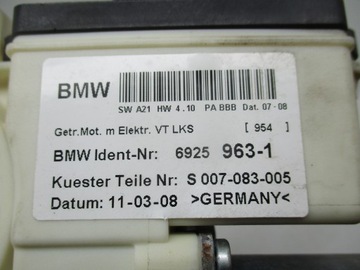 BMW
SW A21 HW 4.10 PA BBB Dat. 07-08
Getr.Mot. m Elektr. VT LKS [ 954 ]
BMW Ident-Nr: 6925 963-1
Kuester Teile Nr: S 007-083-005
Datum: 11-03-08 >GERMANY<